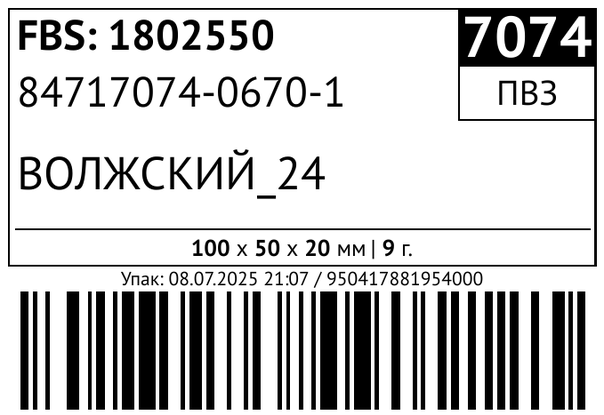 FBS: 1802550
7074
84717074-0670-1
ПВЗ
ВОЛЖСКИЙ_24
100 x 50 x 20 мм | 9 г.
Упак: 08.07.2025 21:07 / 950417881954000